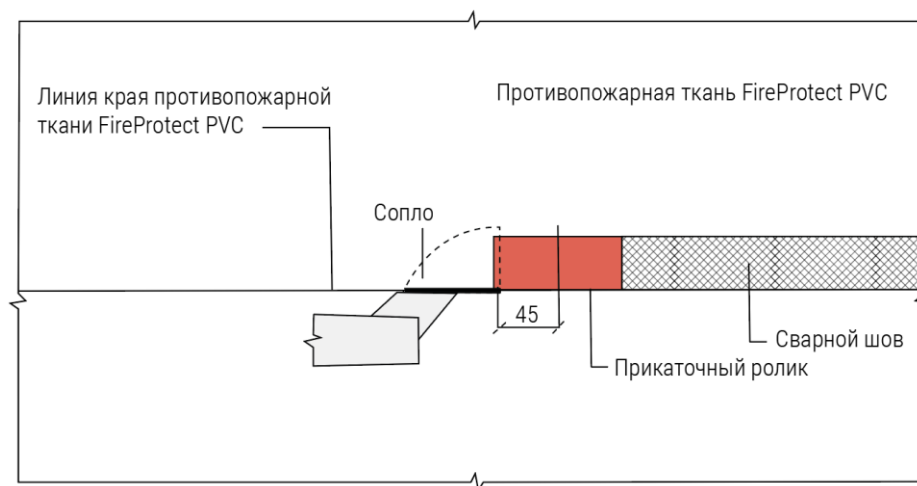 Линия края противопожарной
ткани FireProtect PVC
Противопожарная ткань FireProtect PVC
Сопло
45
Сварной шов
Прикаточный ролик